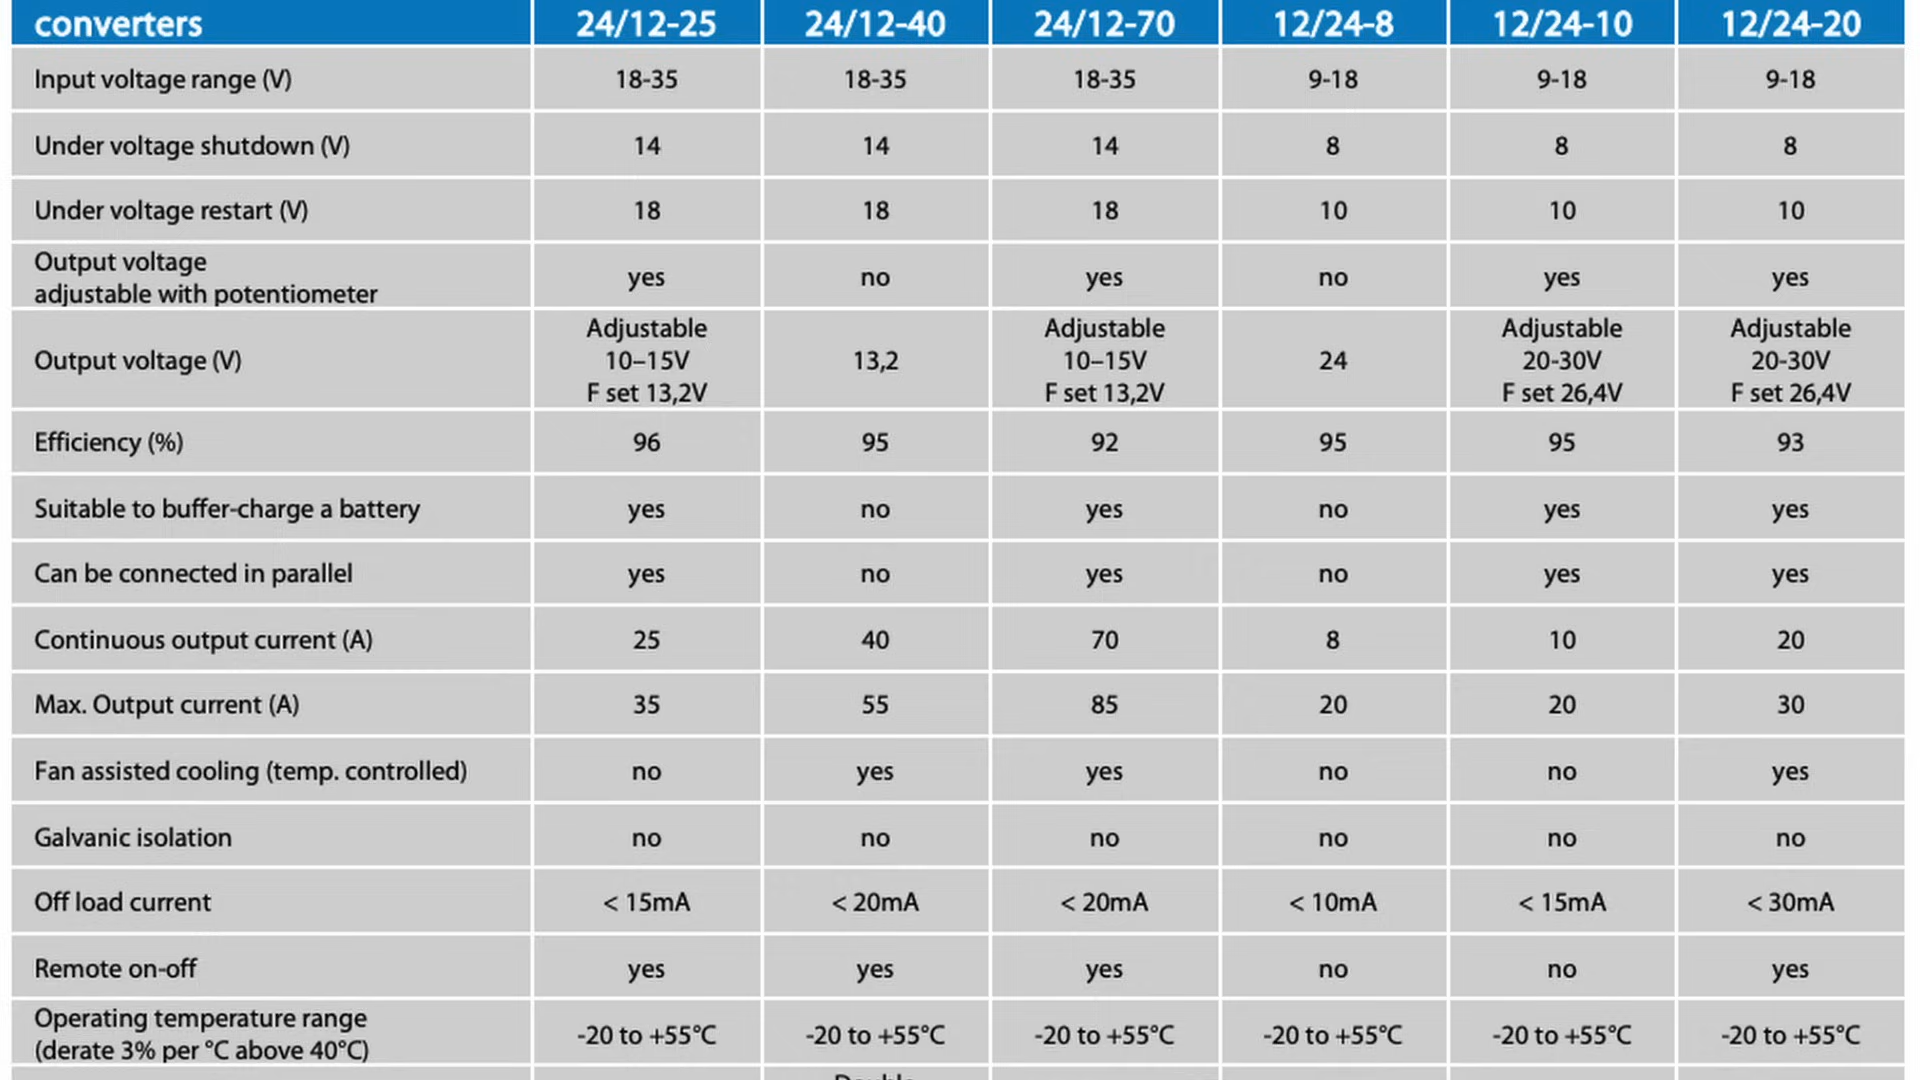 converters 24/12-25 24/12-40 24/12-70 12/24-8 12/24-10 12/24-20
Input voltage range (V) 18-35 18-35 18-35 9-18 9-18 9-18
Under voltage shutdown (V) 14 14 14 8 8 8
Under voltage restart (V) 18 18 18 10 10 10
Output voltage
adjustable with potentiometer yes no yes no yes yes
Adjustable Adjustable Adjustable Adjustable
Output voltage (V) 10–15V 13,2 10–15V 24 20-30V 20-30V
F set 13,2V F set 13,2V F set 26,4V F set 26,4V
Efficiency (%) 96 95 92 95 95 93
Suitable to buffer-charge a battery yes no yes no yes yes
Can be connected in parallel yes no yes no yes yes
Continuous output current (A) 25 40 70 8 10 20
Max. Output current (A) 35 55 85 20 20 30
Fan assisted cooling (temp. controlled) no yes yes no no yes
Galvanic isolation no no no no no no
Off load current < 15mA < 20mA < 20mA < 10mA < 15mA < 30mA
Remote on-off yes yes yes no no yes
Operating temperature range
(derate 3% per °C above 40°C) -20 to +55°C -20 to +55°C -20 to +55°C -20 to +55°C -20 to +55°C -20 to +55°C